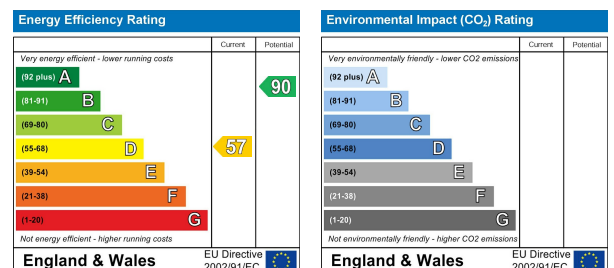 Energy Efficiency Rating
Current Potential
Very energy efficient - lower running costs
(92 plus) A
(81-91) B
(69-80) C
(55-68) D
(39-54) E
(21-38) F
(1-20) G
57
90
Not energy efficient - higher running costs
England & Wales
EU Directive
2002/91/EC
Environmental Impact (CO2) Rating
Current Potential
Very environmentally friendly - lower CO2 emissions
(92 plus) A
(81-91) B
(69-80) C
(55-68) D
(39-54) E
(21-38) F
(1-20) G
Not environmentally friendly - higher CO2 emissions
England & Wales
EU Directive
2002/91/EC